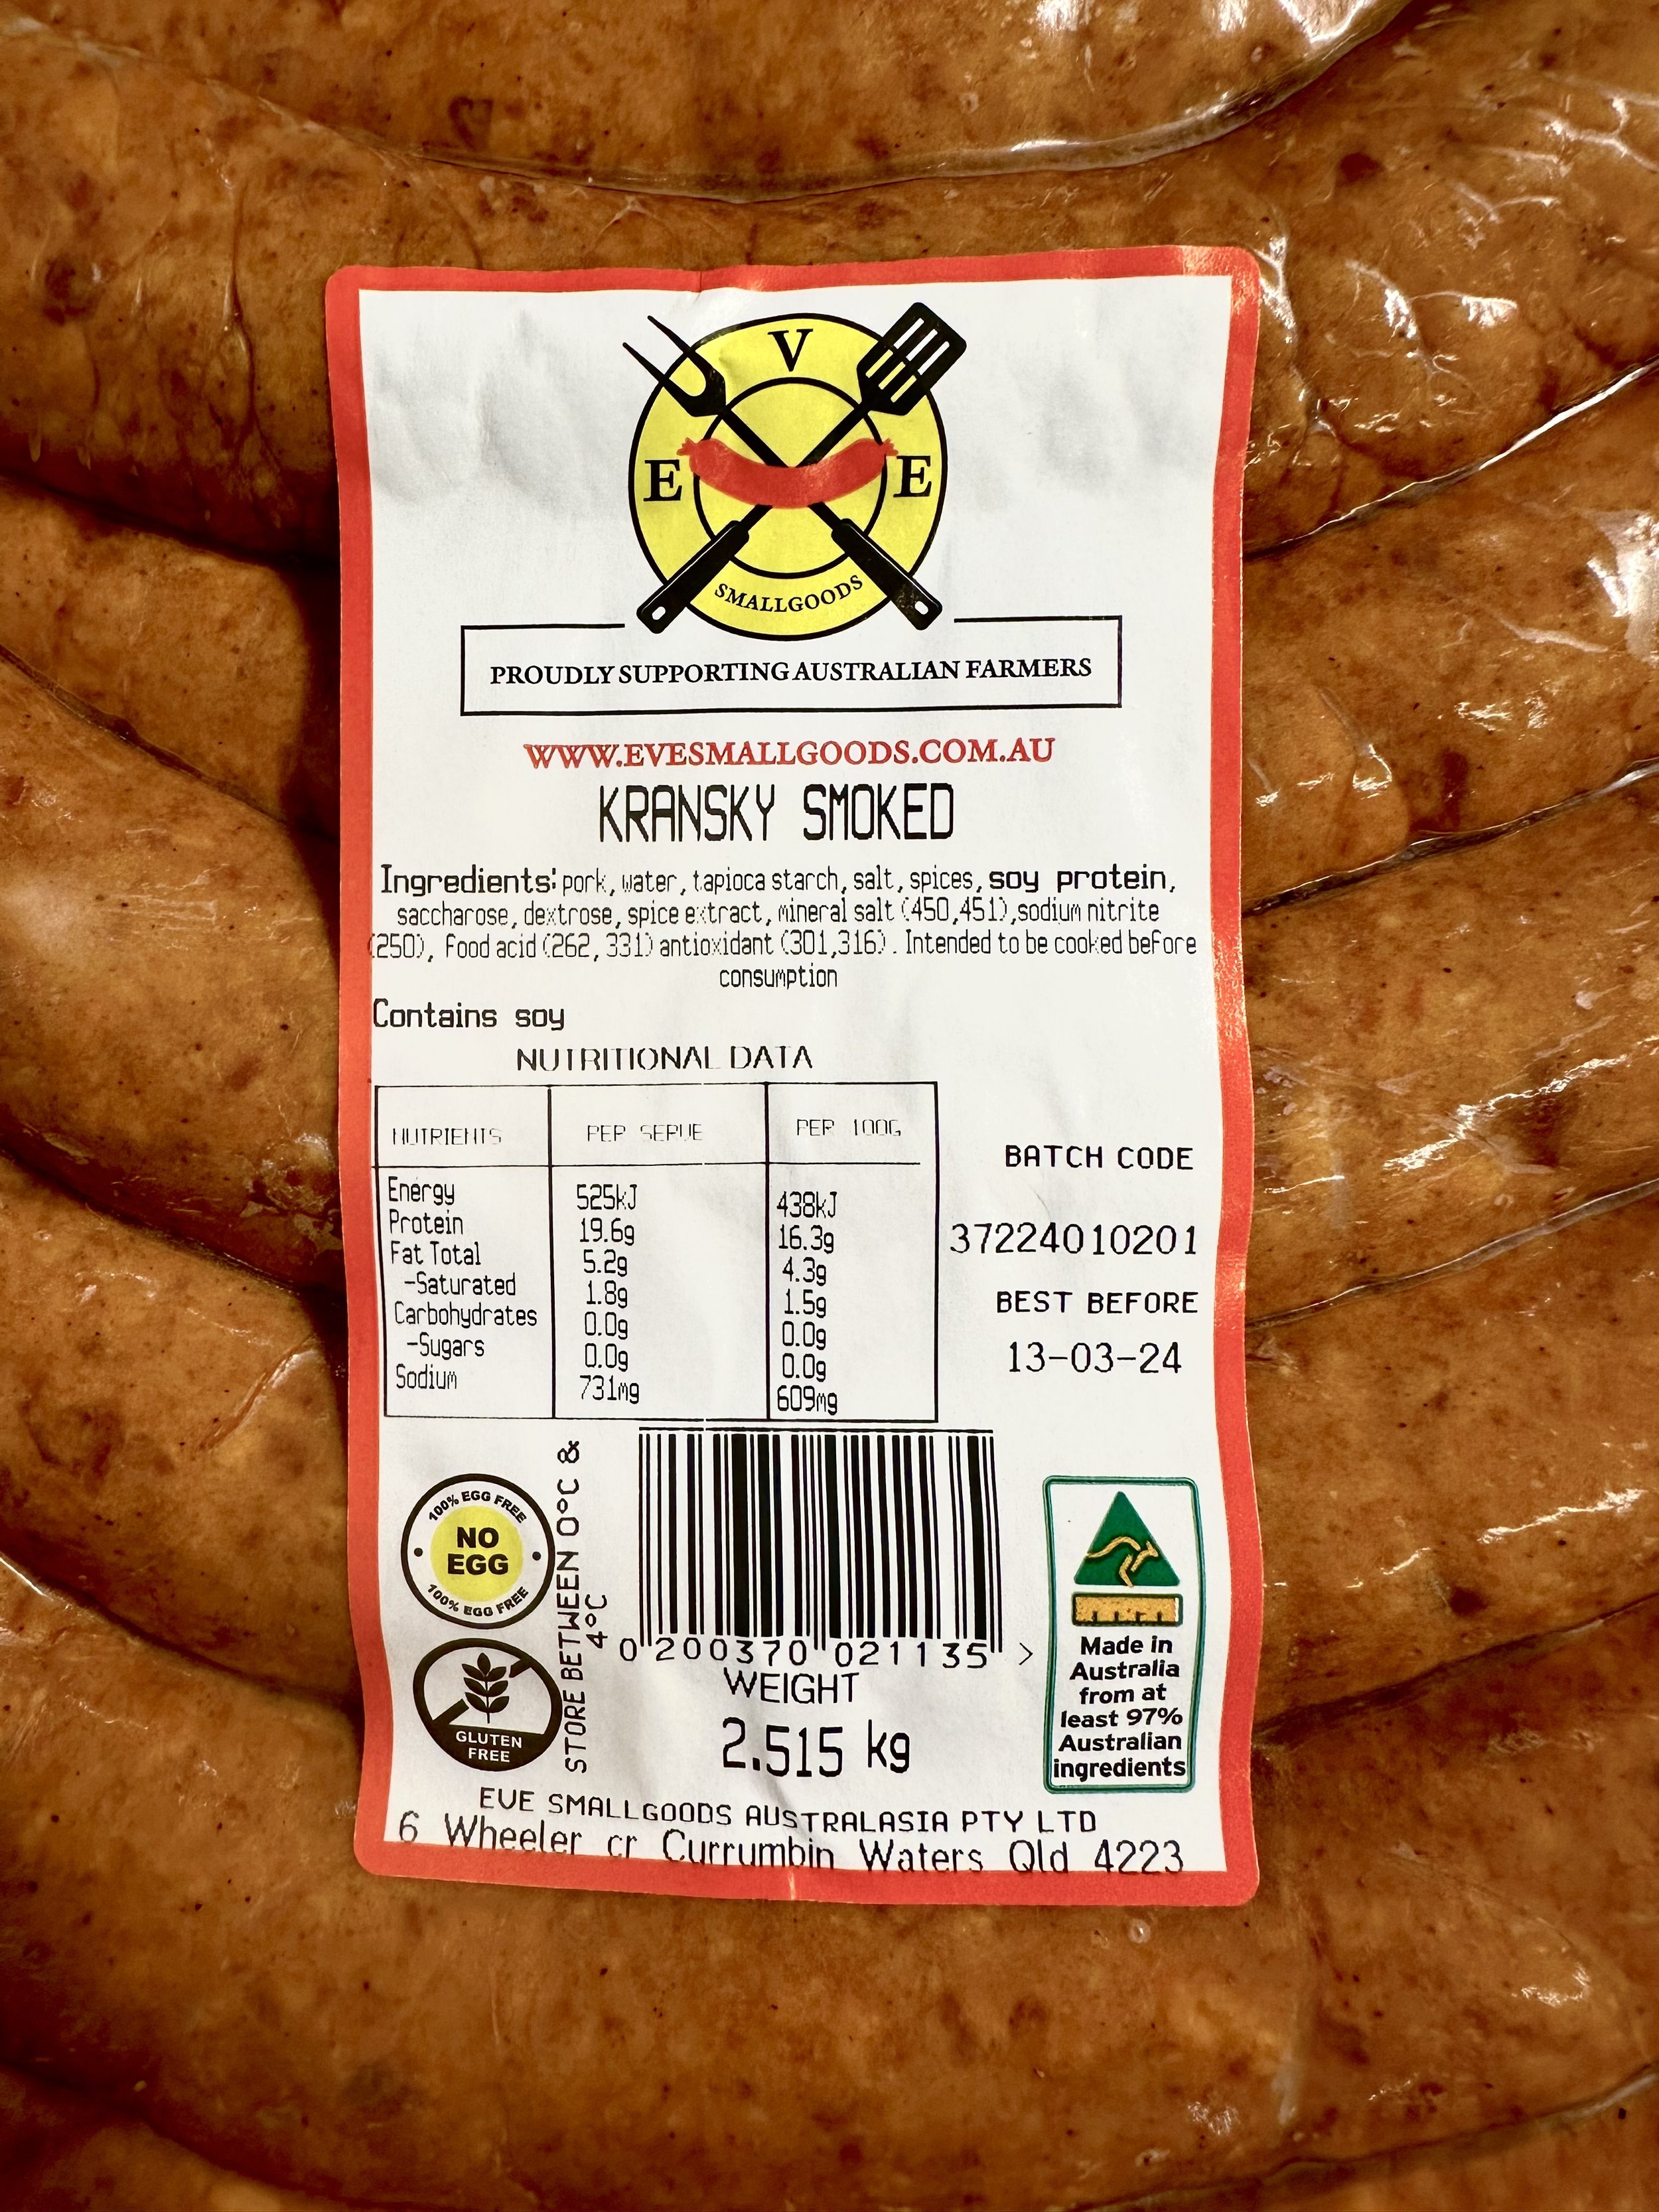 V
E E
SMALLGOODS
PROUDLY SUPPORTING AUSTRALIAN FARMERS
WWW.EVESMALLGOODS.COM.AU
KRANSKY SMOKED
Ingredients: pork, water, tapioca starch, salt, spices, soy protein,
saccharose, dextrose, spice extract, mineral salt (450,451),sodium nitrite
(250), Food acid (262, 331) antioxidant (301,316). Intended to be cooked before
consumption
Contains soy
NUTRITIONAL DATA
NUTRIENTS PER SERVE PER 100G
Energy 525kJ 438kJ
Protein 19.6g 16.3g
Fat Total 5.2g 4.3g
-Saturated 1.8g 1.5g
Carbohydrates 0.0g 0.0g
-Sugars 0.0g 0.0g
Sodium 731mg 609mg
BATCH CODE
37224010201
BEST BEFORE
13-03-24
100% EGG FREE
NO
EGG
100% EGG FREE
GLUTEN
FREE
STORE BETWEEN 0°C &
4°C
0 200370 021135 >
WEIGHT
2.515 kg
Made in
Australia
from at
least 97%
Australian
ingredients
EVE SMALLGOODS AUSTRALASIA PTY LTD
6 Wheeler cr Currumbin Waters Qld 4223